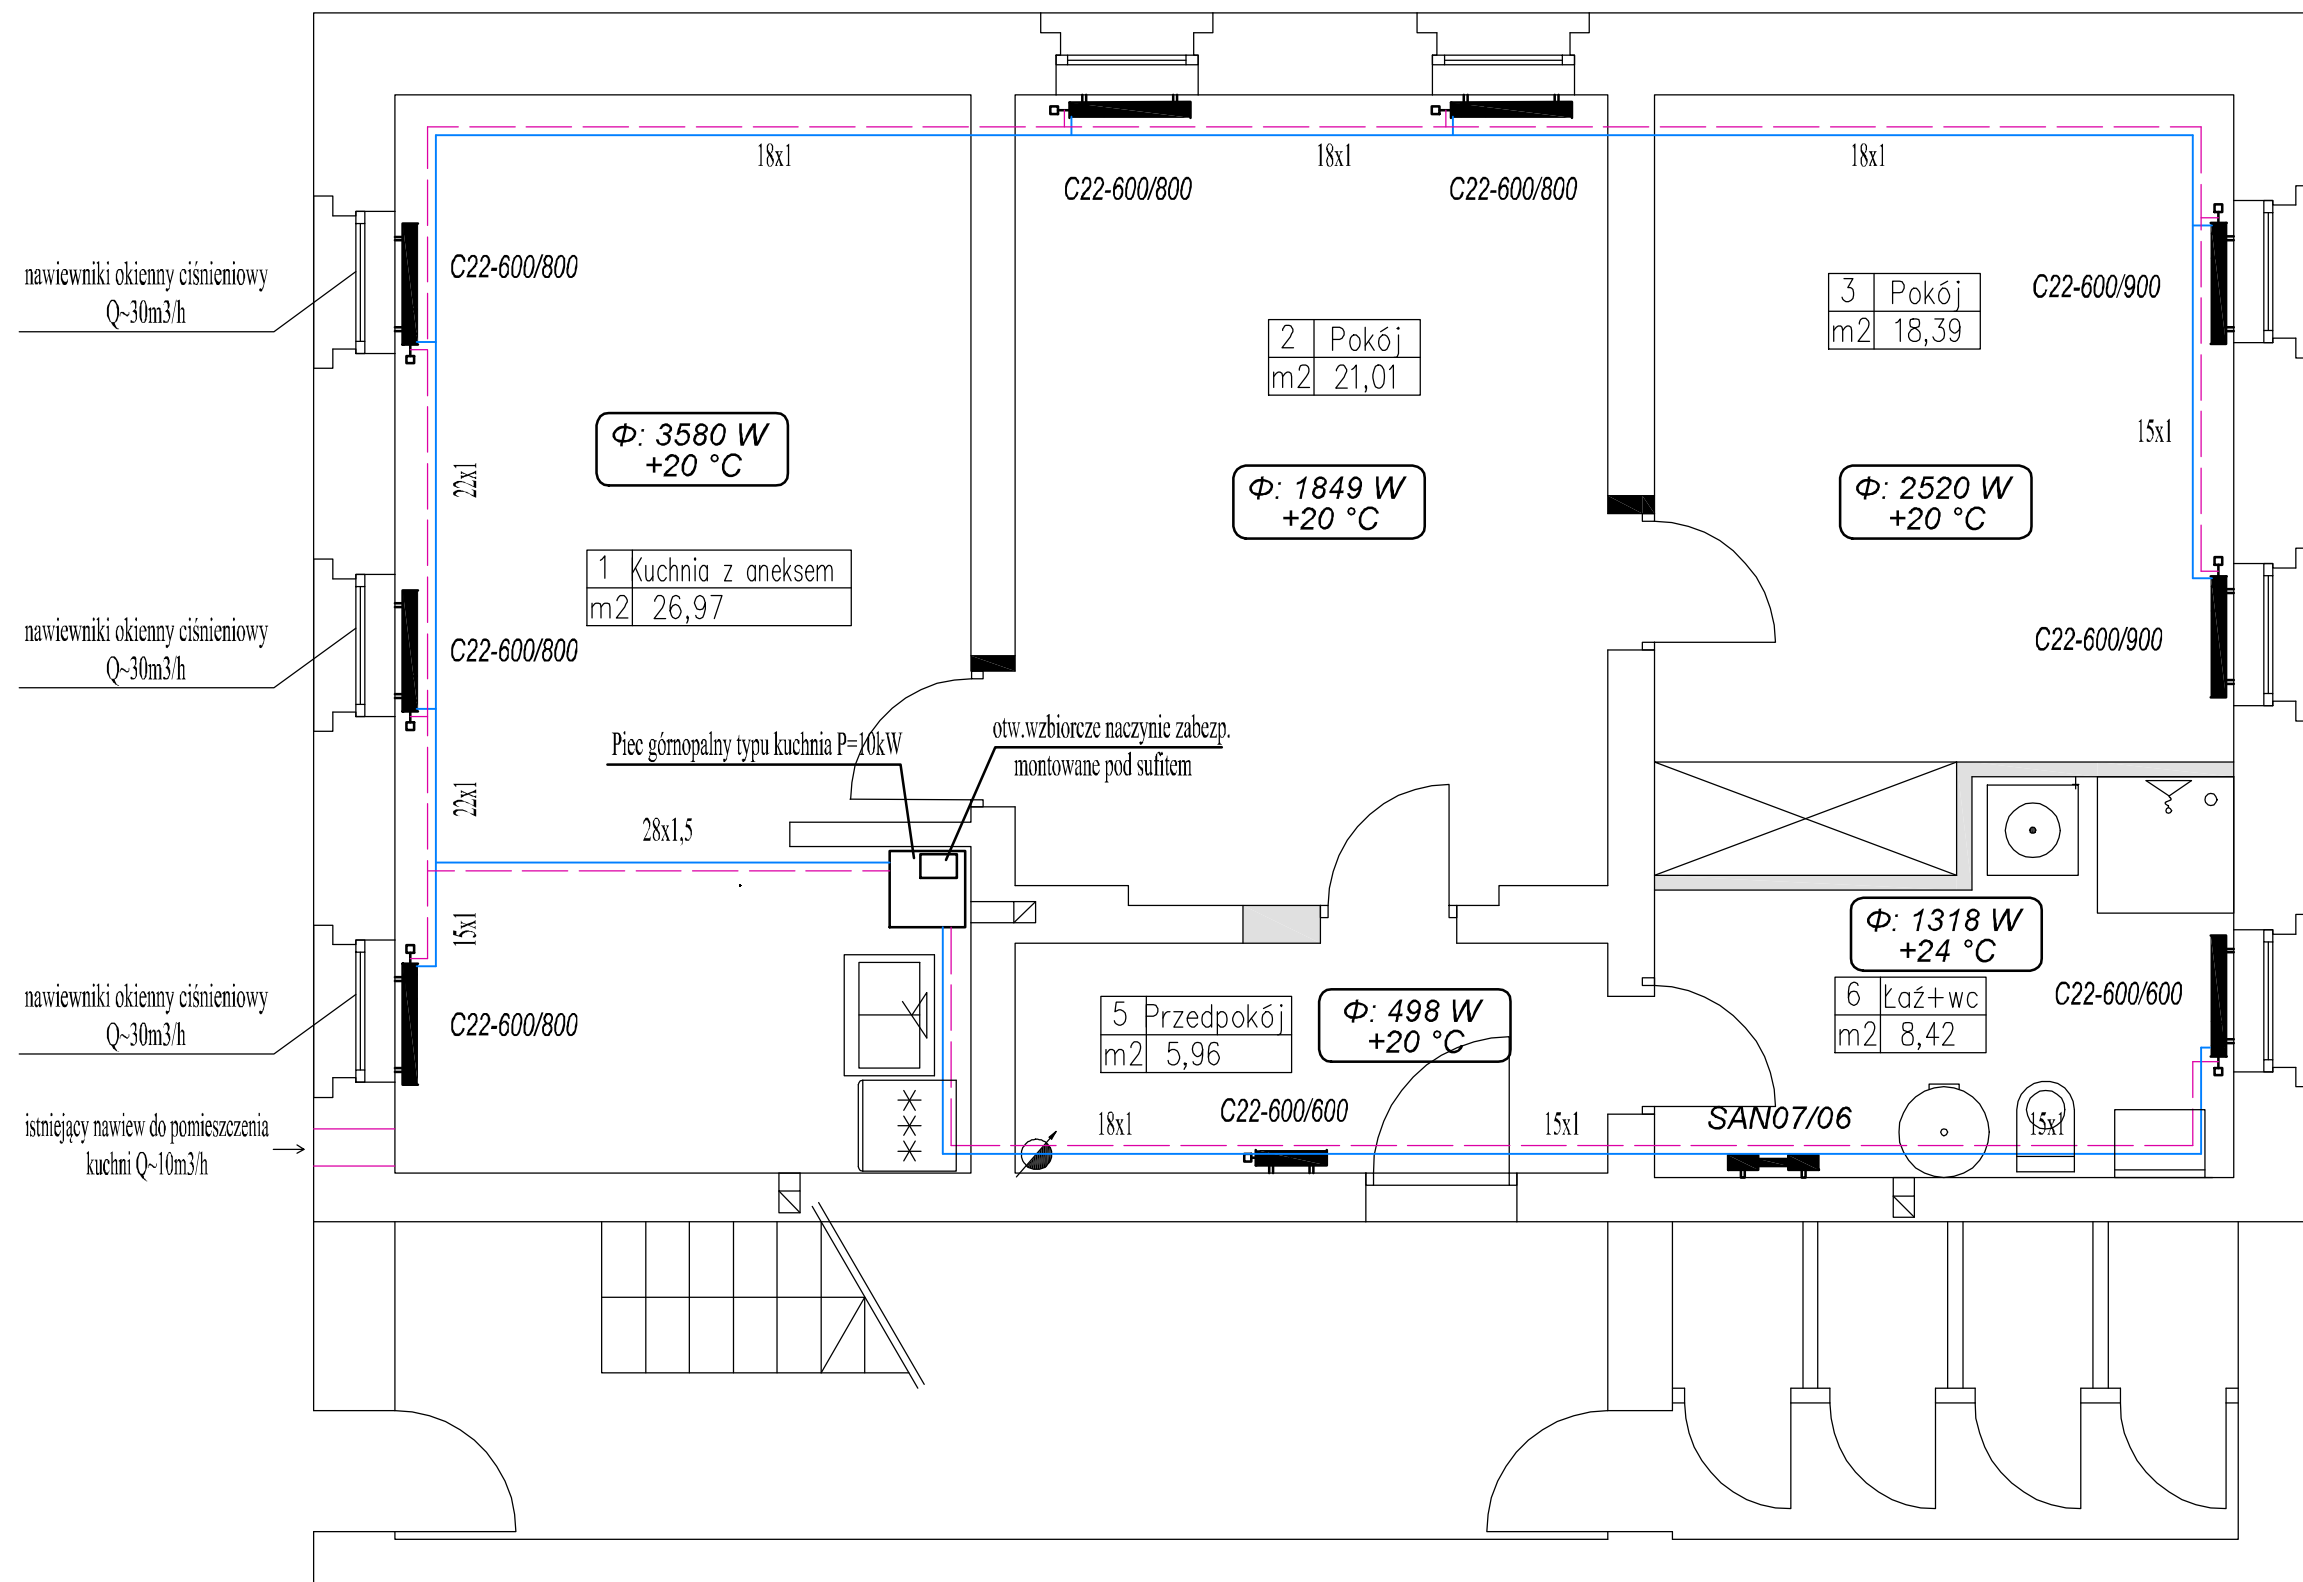 18x1
18x1
18x1
C22-600/800
C22-600/800
C22-600/800
nawiewniki okienny ciśnieniowy
Q~30m3/h
C22-600/900
3 Pokój
m2 18,39
2 Pokój
m2 21,01
Φ: 3580 W
+20 °C
22x1
15x1
Φ: 1849 W
+20 °C
Φ: 2520 W
+20 °C
1 Kuchnia z aneksem
m2 26,97
nawiewniki okienny ciśnieniowy
Q~30m3/h
C22-600/800
C22-600/900
Piec górnopalny typu kuchnia P=10kW
otw.wzbiorcze naczynie zabezp.
montowane pod sufitem
22x1
28x1,5
15x1
Φ: 1318 W
+24 °C
nawiewniki okienny ciśnieniowy
Q~30m3/h
C22-600/800
5 Przedpokój
m2 5,96
Φ: 498 W
+20 °C
6 Łaź+wc
m2 8,42
C22-600/600
istniejący nawiew do pomieszczenia
kuchni Q~10m3/h
18x1
C22-600/600
15x1
SAN07/06
15x1